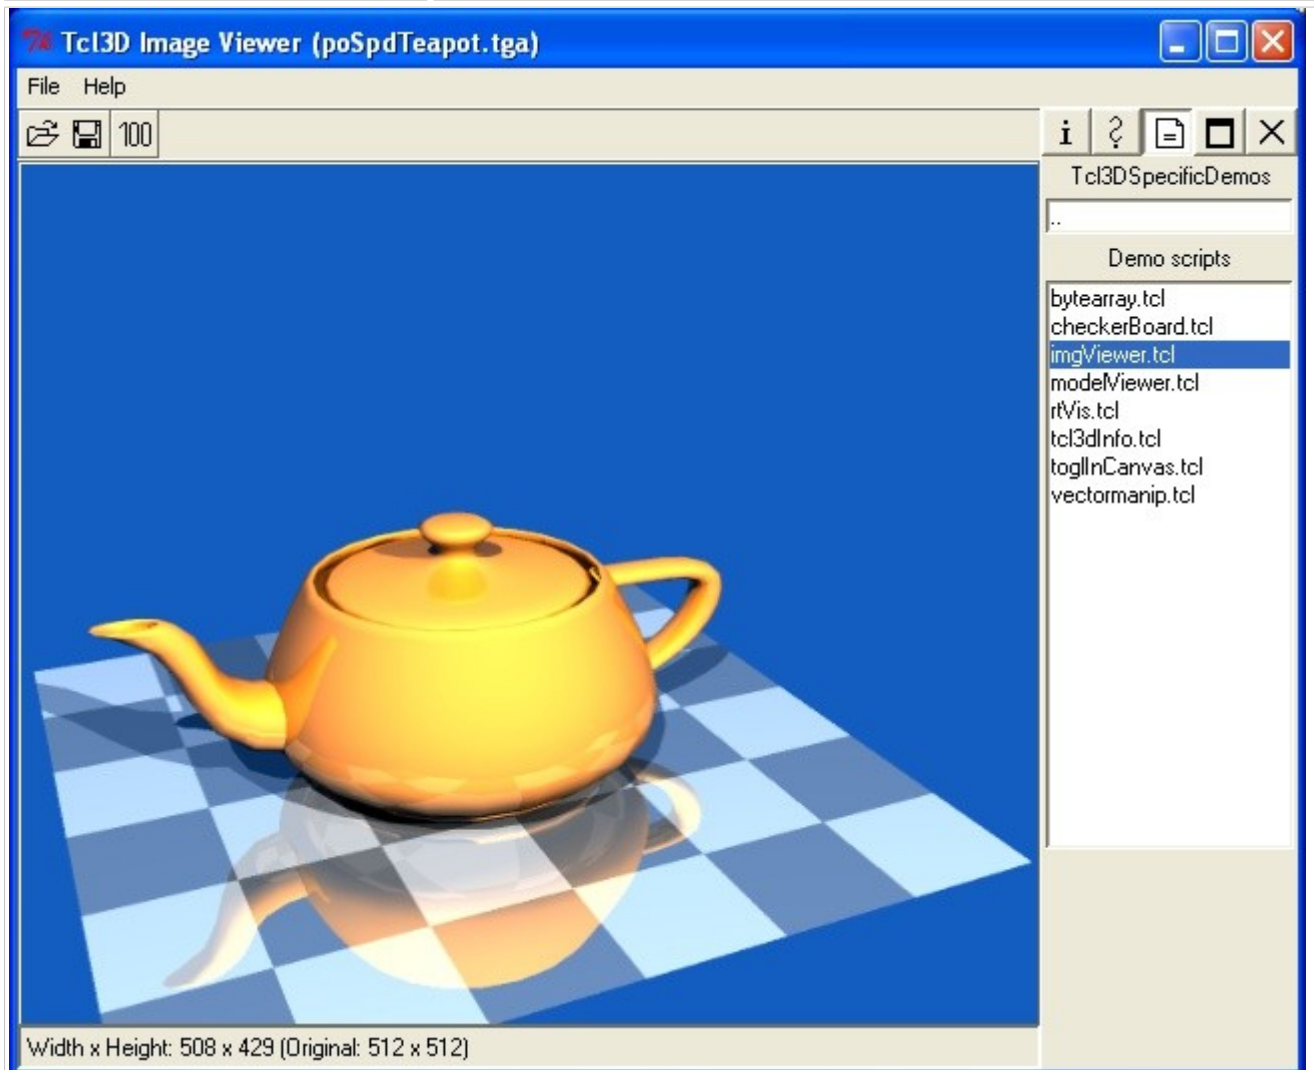 Tcl3D Image Viewer (poSpdTeapot.tga)
File Help
100
i ?
Tcl3DSpecificDemos
..
Demo scripts
bytearray.tcl
checkerBoard.tcl
imgViewer.tcl
modelViewer.tcl
rtVis.tcl
tcl3dInfo.tcl
toglInCanvas.tcl
vectormanip.tcl
Width x Height: 508 x 429 (Original: 512 x 512)